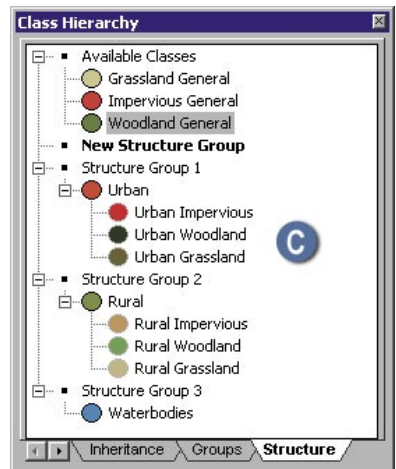 Class Hierarchy
Available Classes
Grassland General
Impervious General
Woodland General
New Structure Group
Structure Group 1
Urban
Urban Impervious
Urban Woodland
Urban Grassland
C
Structure Group 2
Rural
Rural Impervious
Rural Woodland
Rural Grassland
Structure Group 3
Waterbodies
Inheritance Groups Structure